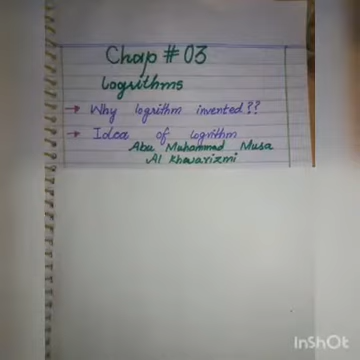 Chap # 03
Logrithms
→ Why logrithm invented??
→ Idea of logrithm
Abu Muhammad Musa
Al Khawarizmi
InShOt